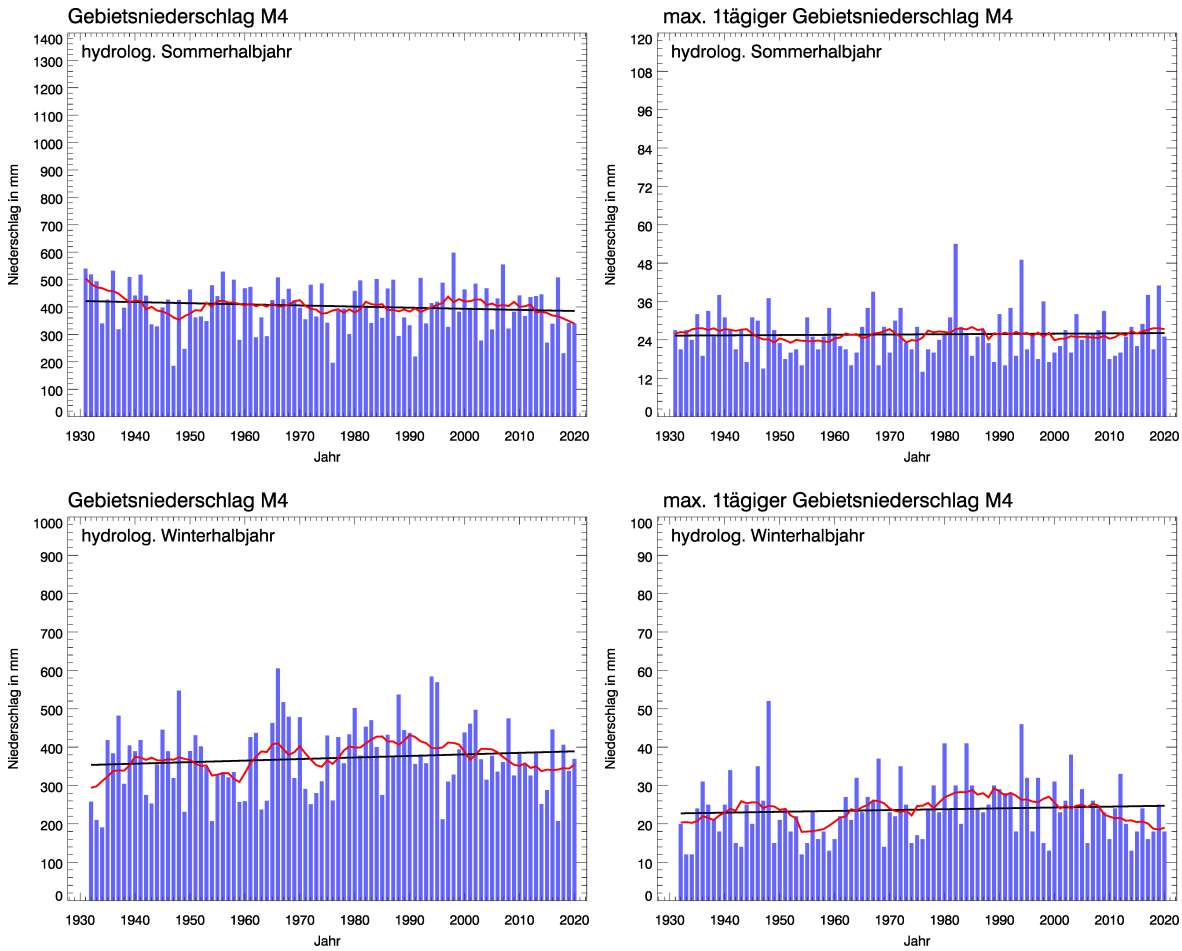 Gebietsniederschlag M4
hydrolog. Sommerhalbjahr
Niederschlag in mm
1400
1300
1200
1100
1000
900
800
700
600
500
400
300
200
100
0
1930 1940 1950 1960 1970 1980 1990 2000 2010 2020
Jahr
max. 1tägiger Gebietsniederschlag M4
hydrolog. Sommerhalbjahr
Niederschlag in mm
120
108
96
84
72
60
48
36
24
12
0
1930 1940 1950 1960 1970 1980 1990 2000 2010 2020
Jahr
Gebietsniederschlag M4
hydrolog. Winterhalbjahr
Niederschlag in mm
1000
900
800
700
600
500
400
300
200
100
0
1930 1940 1950 1960 1970 1980 1990 2000 2010 2020
Jahr
max. 1tägiger Gebietsniederschlag M4
hydrolog. Winterhalbjahr
Niederschlag in mm
100
90
80
70
60
50
40
30
20
10
0
1930 1940 1950 1960 1970 1980 1990 2000 2010 2020
Jahr